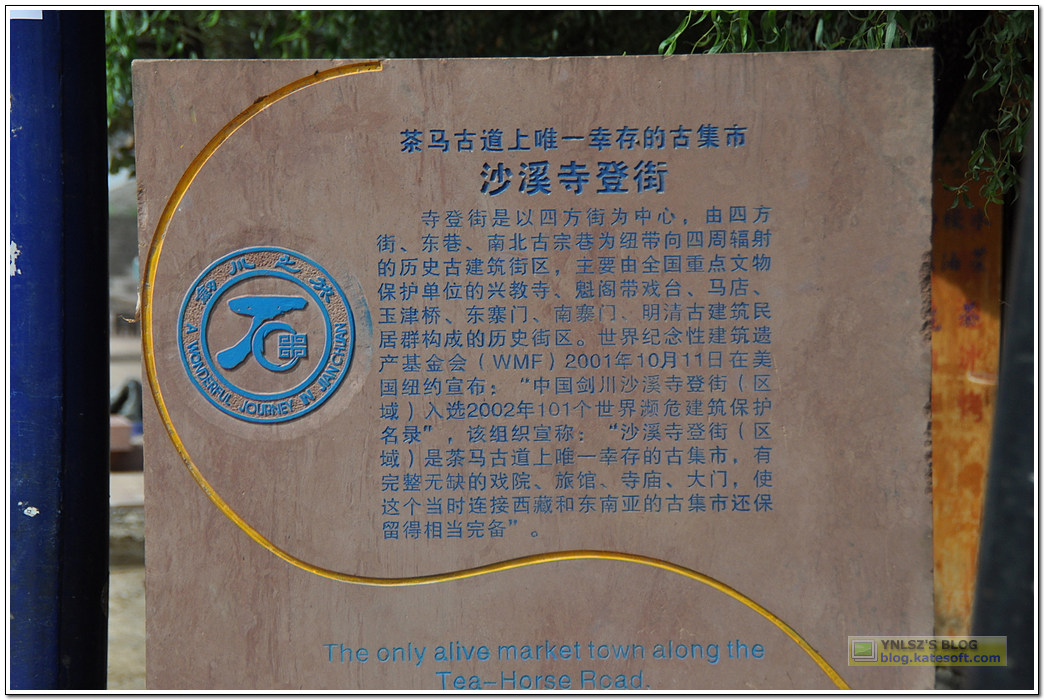 茶马古道上唯一幸存的古集市
沙溪寺登街
寺登街是以四方街为中心，由四方
街、东巷、南北古宗巷为纽带向四周辐射
的历史古建筑街区，主要由全国重点文物
保护单位的兴教寺、魁阁带戏台、马店、
玉津桥、东寨门、南寨门、明清古建筑民
居群构成的历史街区。世界纪念性建筑遗
产基金会（WMF）2001年10月11日在美
国纽约宣布：“中国剑川沙溪寺登街（区
域）入选2002年101个世界濒危建筑保护
名录”，该组织宣称：“沙溪寺登街（区
域）是茶马古道上唯一幸存的古集市，有
完整无缺的戏院、旅馆、寺庙、大门，使
这个当时连接西藏和东南亚的古集市还保
留得相当完备”。
剑川之旅
A WONDERFUL JOURNEY IN JIANCHUAN
The only alive market town along the
Tea-Horse Road.
YNLSZ'S BLOG
blog.katesoft.com